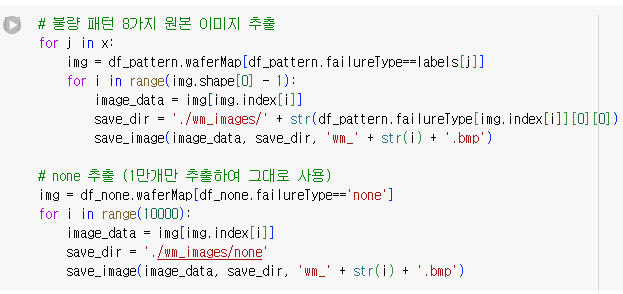 # 불량 패턴 8가지 원본 이미지 추출
for j in x:
    img = df_pattern.waferMap[df_pattern.failureType==labels[j]]
    for i in range(img.shape[0] - 1):
        image_data = img[img.index[i]]
        save_dir = './wm_images/' + str(df_pattern.failureType[img.index[i]][0][0])
        save_image(image_data, save_dir, 'wm_' + str(i) + '.bmp')

# none 추출 (1만개만 추출하여 그대로 사용)
img = df_none.waferMap[df_none.failureType=='none']
for i in range(10000):
    image_data = img[img.index[i]]
    save_dir = './wm_images/none'
    save_image(image_data, save_dir, 'wm_' + str(i) + '.bmp')